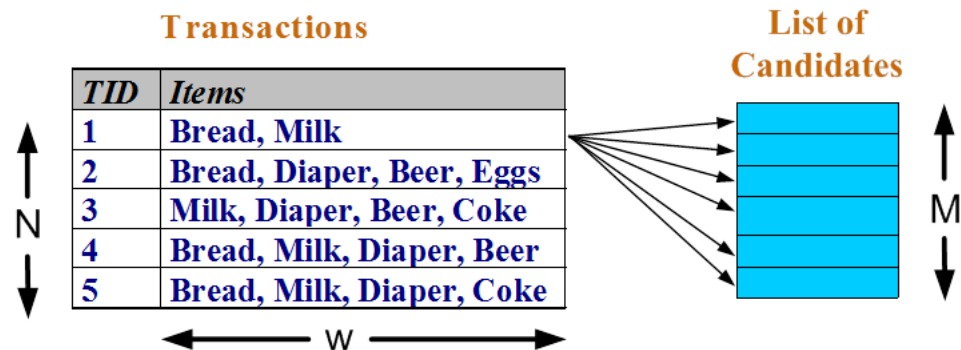 Transactions
List of
Candidates
TID Items
1 Bread, Milk
2 Bread, Diaper, Beer, Eggs
3 Milk, Diaper, Beer, Coke
4 Bread, Milk, Diaper, Beer
5 Bread, Milk, Diaper, Coke
N
M
w